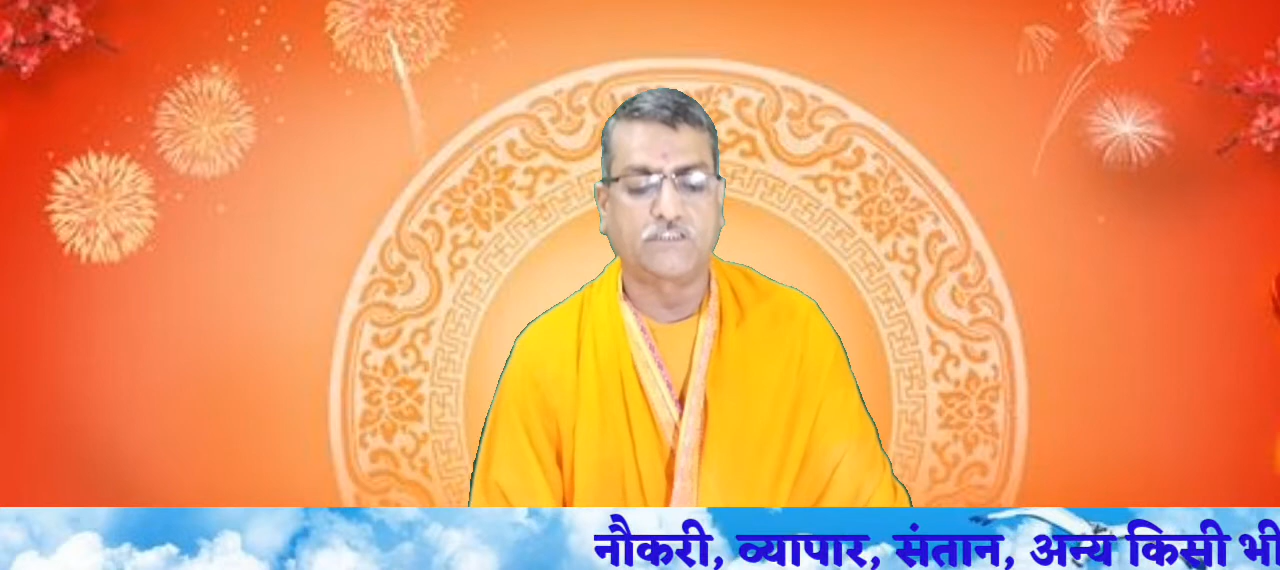 नौकरी, व्यापार, संतान, अन्य किसी भी